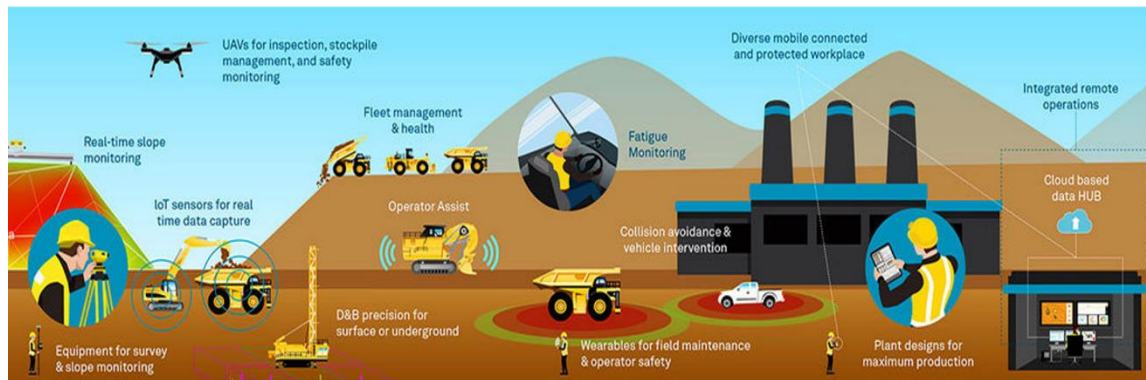 UAVs for inspection, stockpile
management, and safety
monitoring
Diverse mobile connected
and protected workplace
Integrated remote
operations
Fleet management
& health
Real-time slope
monitoring
Fatigue
Monitoring
Cloud based
data HUB
IoT sensors for real
time data capture
Operator Assist
Collision avoidance &
vehicle intervention
D&B precision for
surface or underground
Equipment for survey
& slope monitoring
Wearables for field maintenance
& operator safety
Plant designs for
maximum production